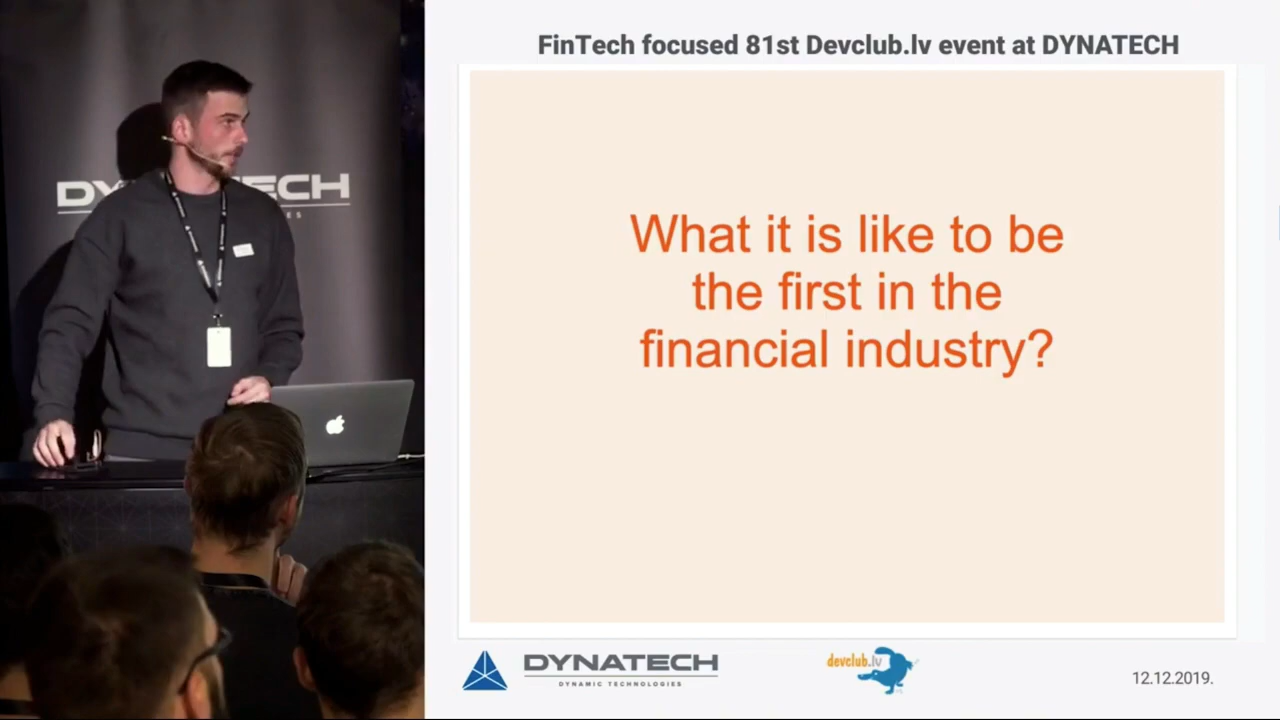 FinTech focused 81st Devclub.lv event at DYNATECH
What it is like to be
the first in the
financial industry?
DYNATECH
DYNAMIC TECHNOLOGIES
devclub.lv
12.12.2019.